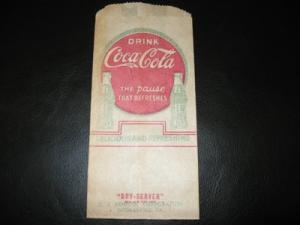 DRINK
Coca-Cola
THE pause
THAT REFRESHES
DELICIOUS AND REFRESHING
"DRY-SERVER"